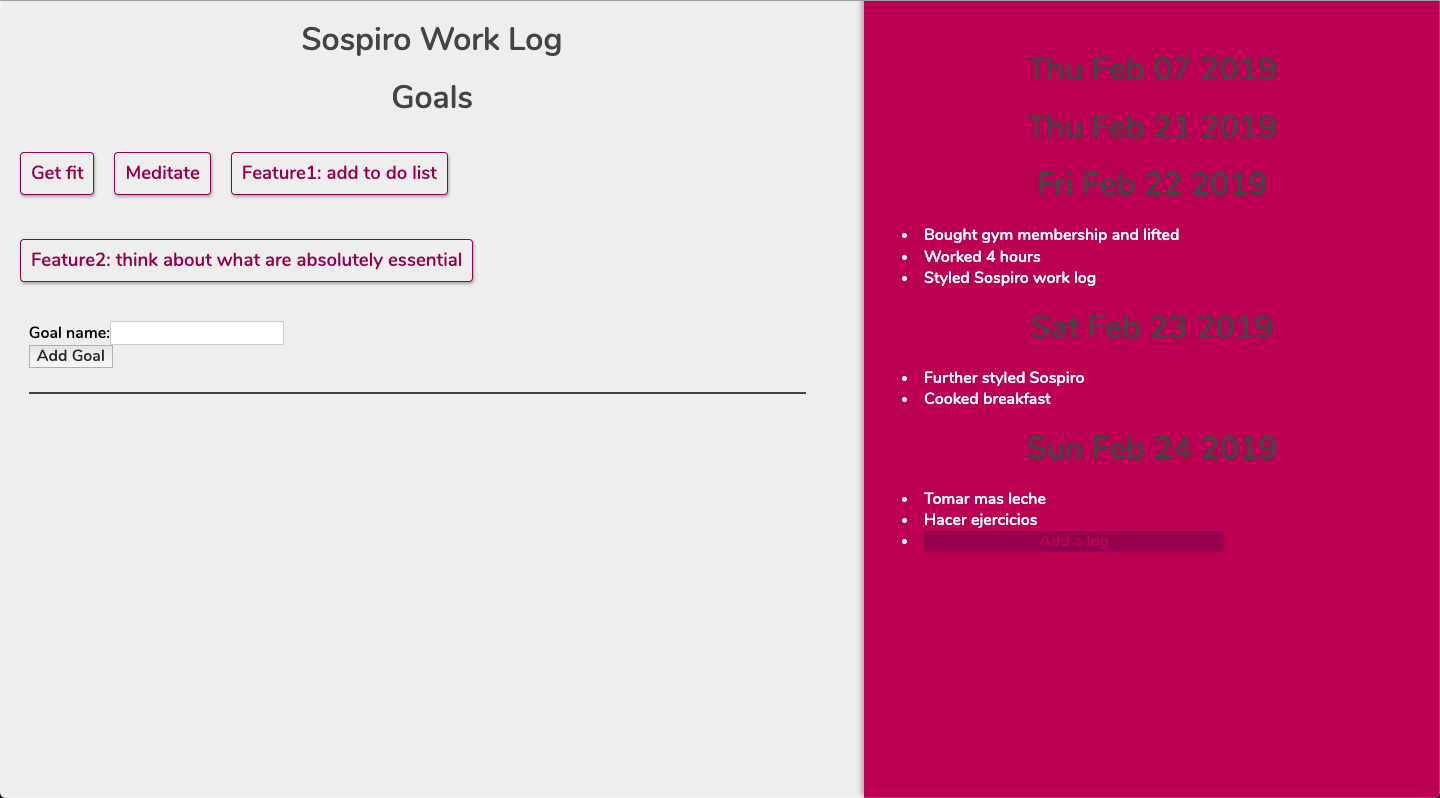 Sospiro Work Log
Goals
Get fit
Meditate
Feature1: add to do list
Feature2: think about what are absolutely essential
Goal name:
Add Goal
Thu Feb 07 2019
Thu Feb 21 2019
Fri Feb 22 2019
Bought gym membership and lifted
Worked 4 hours
Styled Sospiro work log
Sat Feb 23 2019
Further styled Sospiro
Cooked breakfast
Sun Feb 24 2019
Tomar mas leche
Hacer ejercicios
Add a log